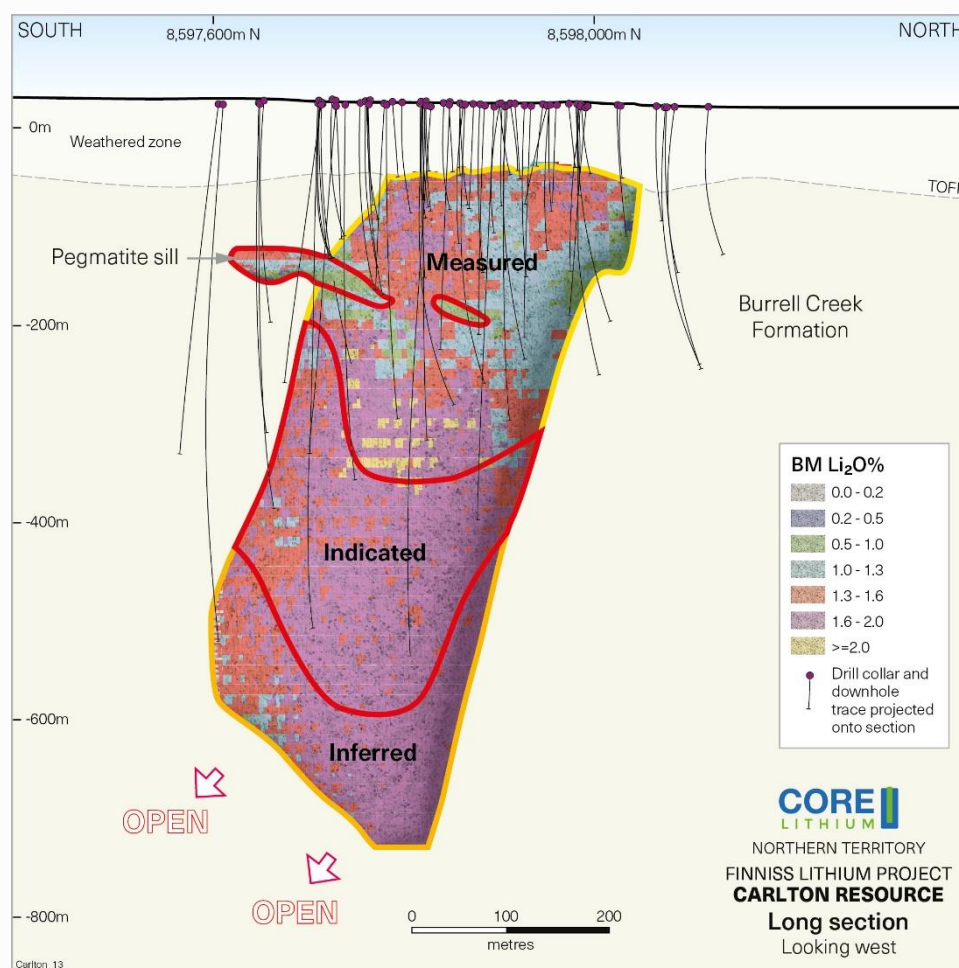 SOUTH
8,597,600m N
8,598,000m N
NORTH
0m
Weathered zone
Pegmatite sill
Measured
-200m
Burrell Creek
Formation
BM Li₂O%
0.0 - 0.2
0.2 - 0.5
0.5 - 1.0
1.0 - 1.3
1.3 - 1.6
1.6 - 2.0
>=2.0
Drill collar and
downhole
trace projected
onto section
-400m
Indicated
-600m
Inferred
OPEN
OPEN
-800m
0 100 200
metres
CORE
LITHIUM
NORTHERN TERRITORY
FINNISS LITHIUM PROJECT
CARLTON RESOURCE
Long section
Looking west
Carlton_13